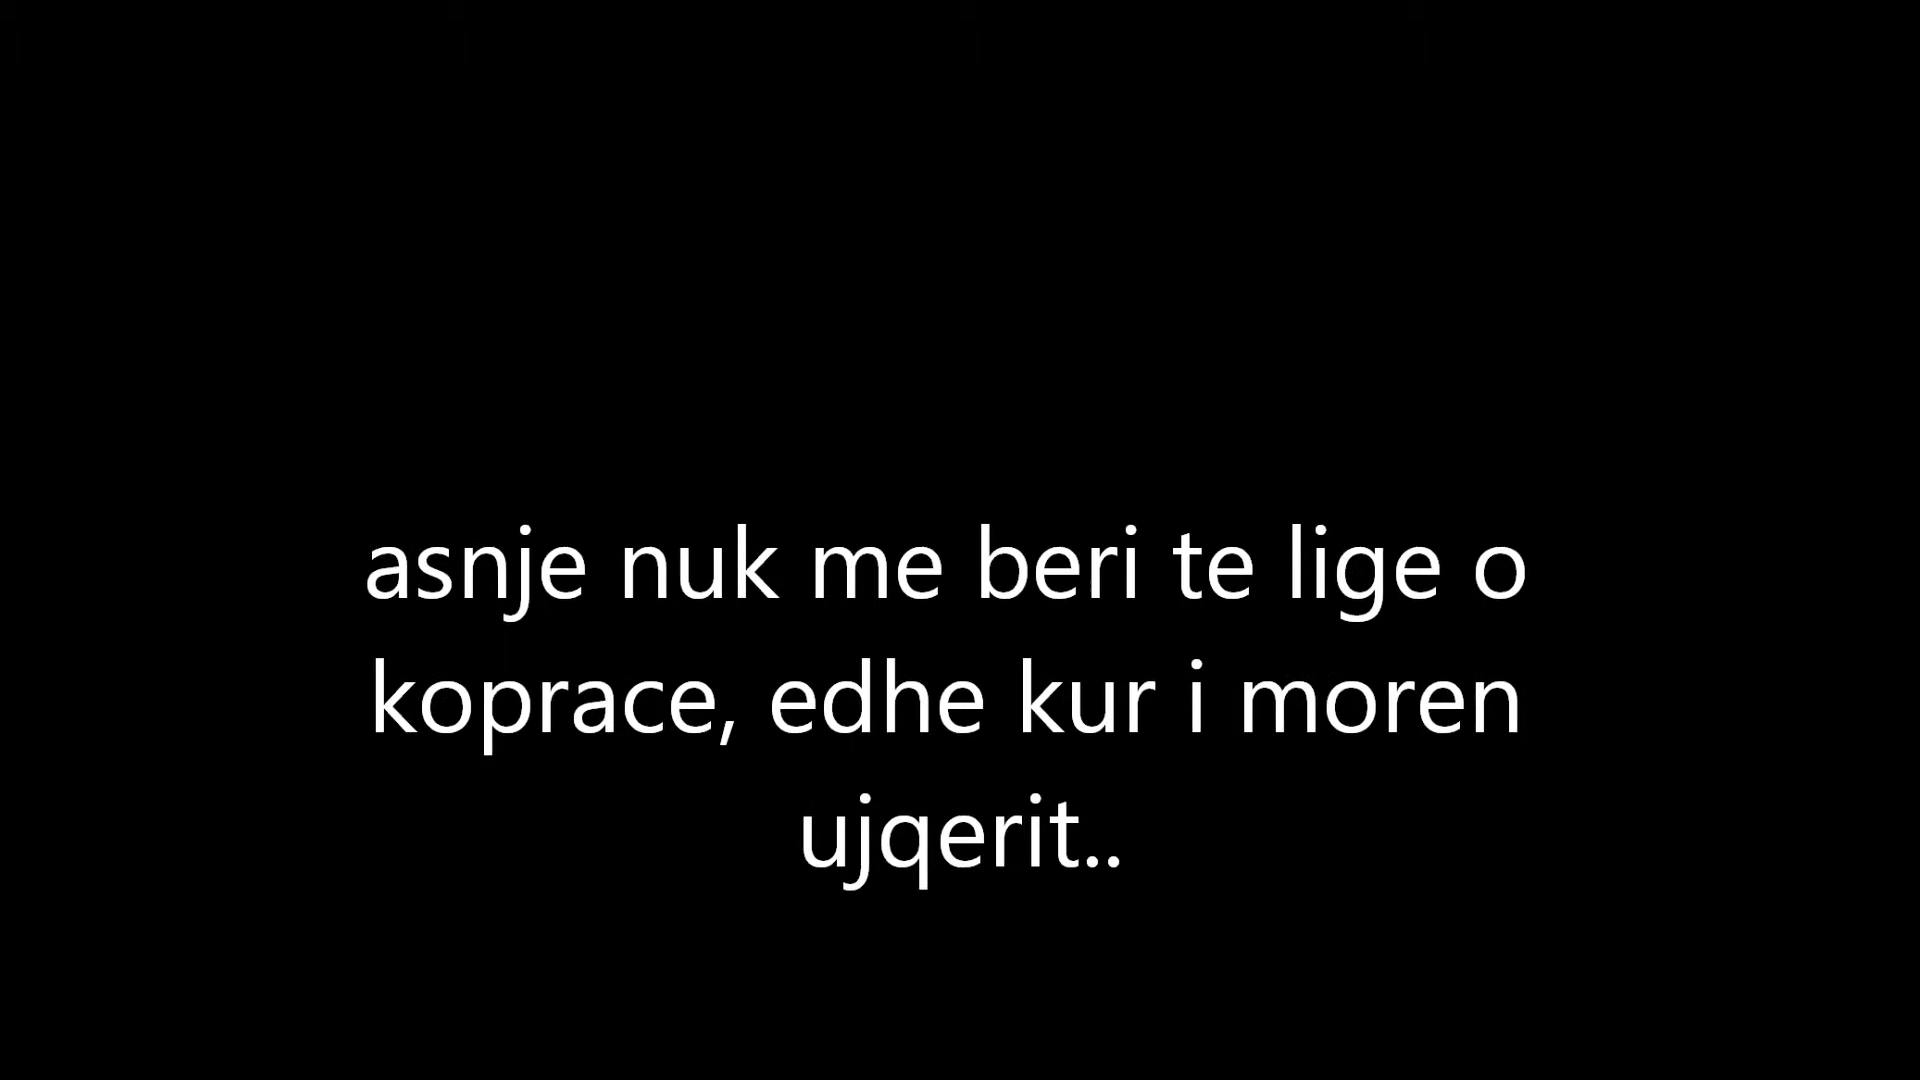 asnje nuk me beri te lige o
koprace, edhe kur i moren
ujqerit..